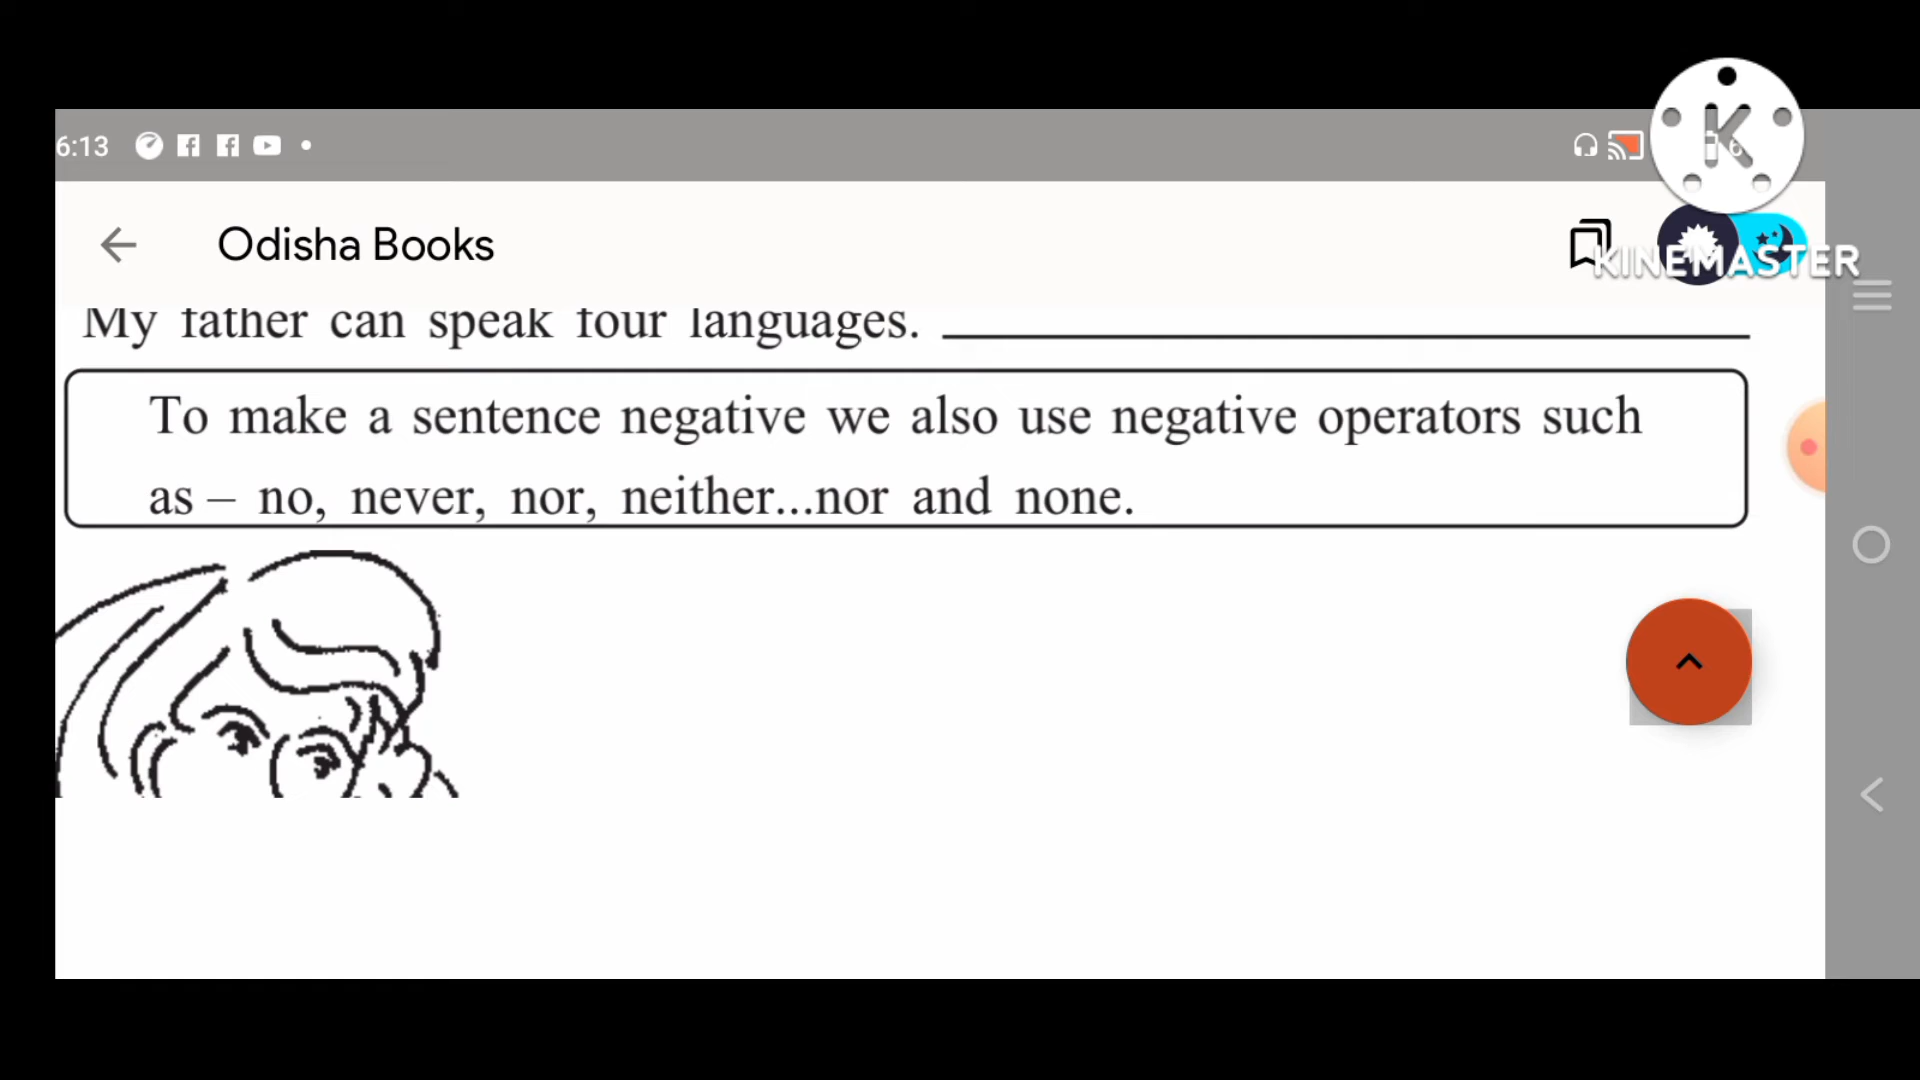 6:13
6
K
KINEMASTER
Odisha Books
My father can speak four languages.
To make a sentence negative we also use negative operators such
as – no, never, nor, neither...nor and none.